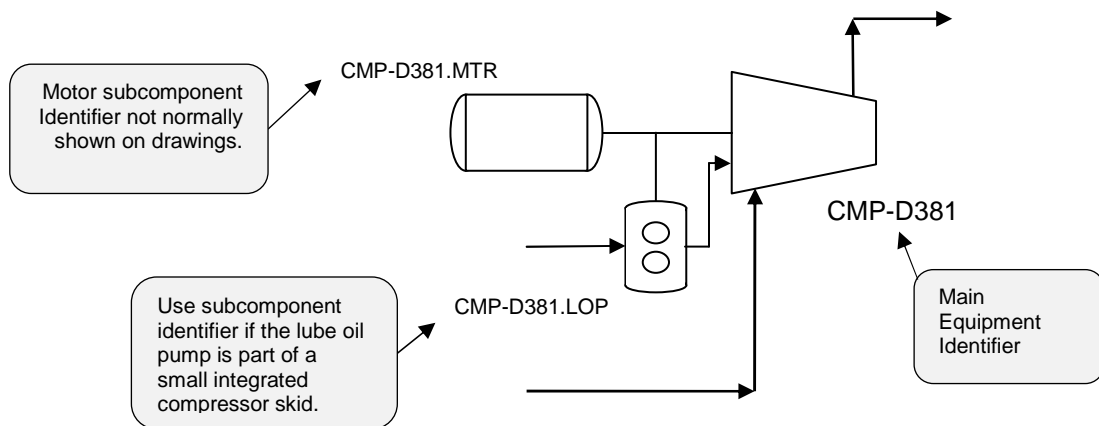 CMP-D381.MTR
Motor subcomponent
Identifier not normally
shown on drawings.
CMP-D381
Use subcomponent
identifier if the lube oil
pump is part of a
small integrated
compressor skid.
CMP-D381.LOP
Main
Equipment
Identifier